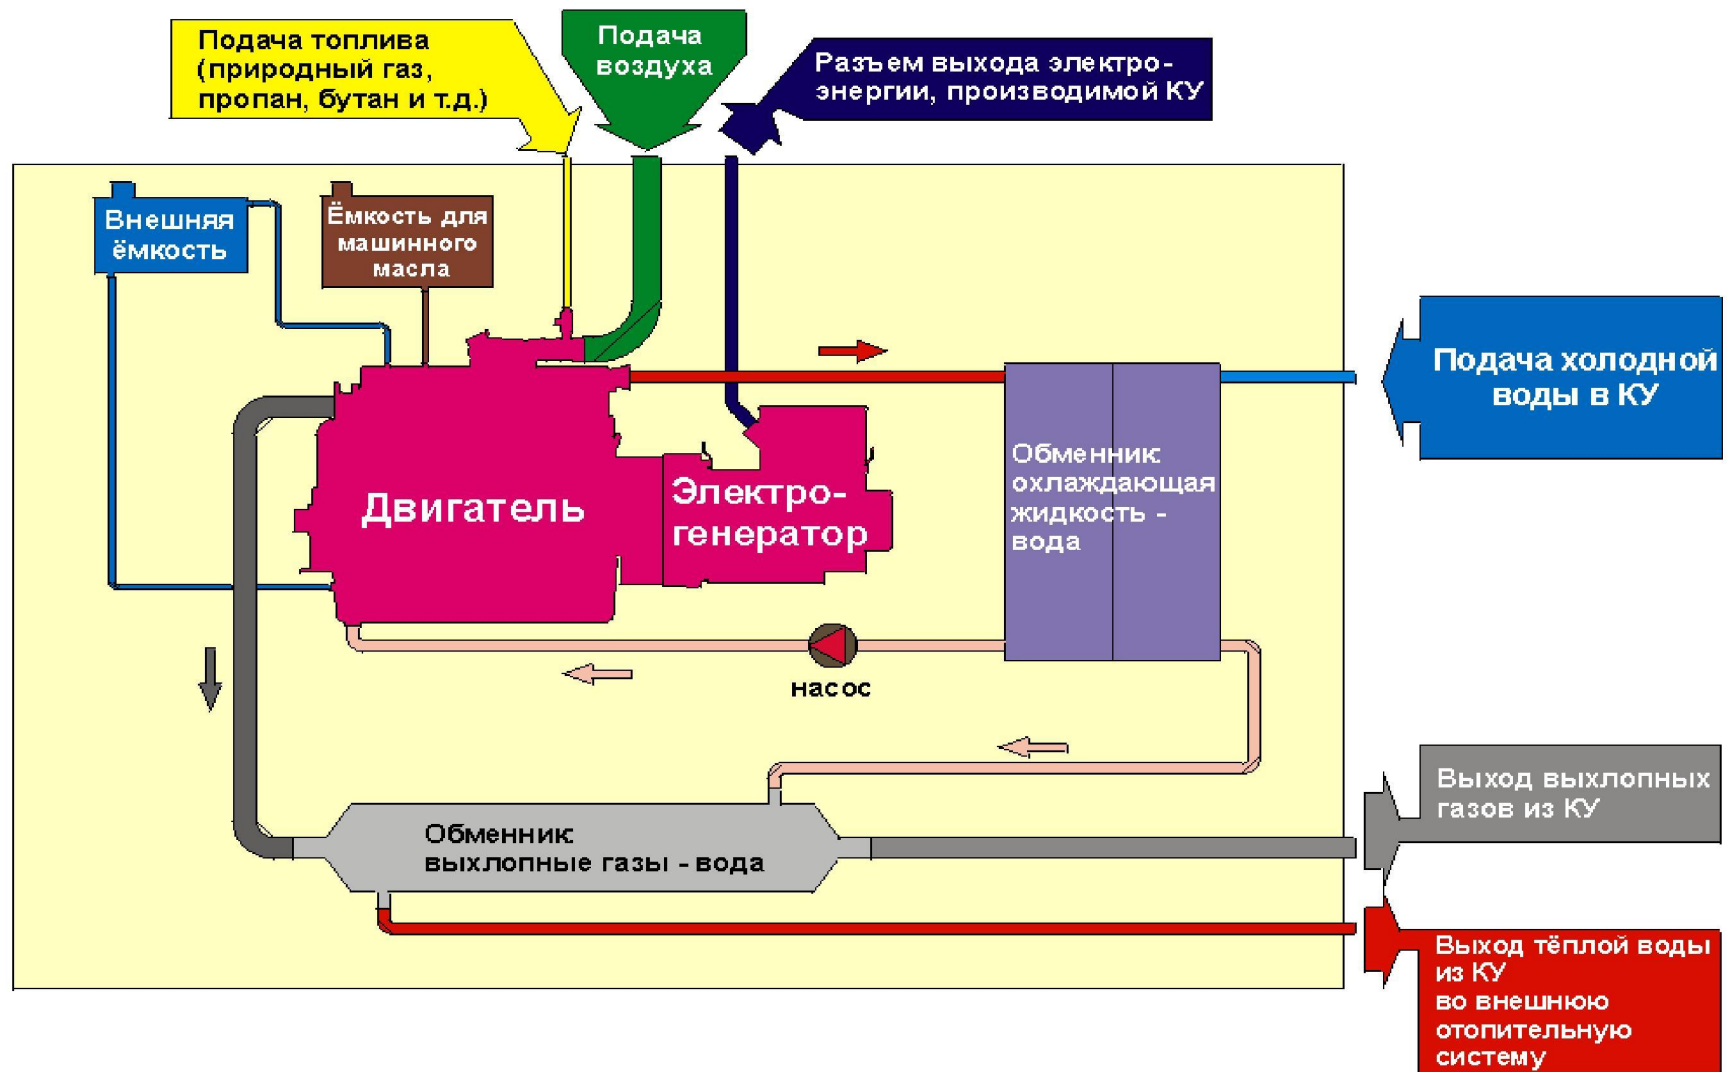 Подача топлива
(природный газ,
пропан, бутан и т.д.)
Подача
воздуха
Разъем выхода электро-
энергии, производимой КУ
Внешняя
ёмкость
Ёмкость для
машинного
масла
Подача холодной
воды в КУ
Двигатель
Электро-
генератор
Обменник:
охлаждающая
жидкость -
вода
насос
Обменник:
выхлопные газы - вода
Выход выхлопных
газов из КУ
Выход тёплой воды
из КУ
во внешнюю
отопительную
систему